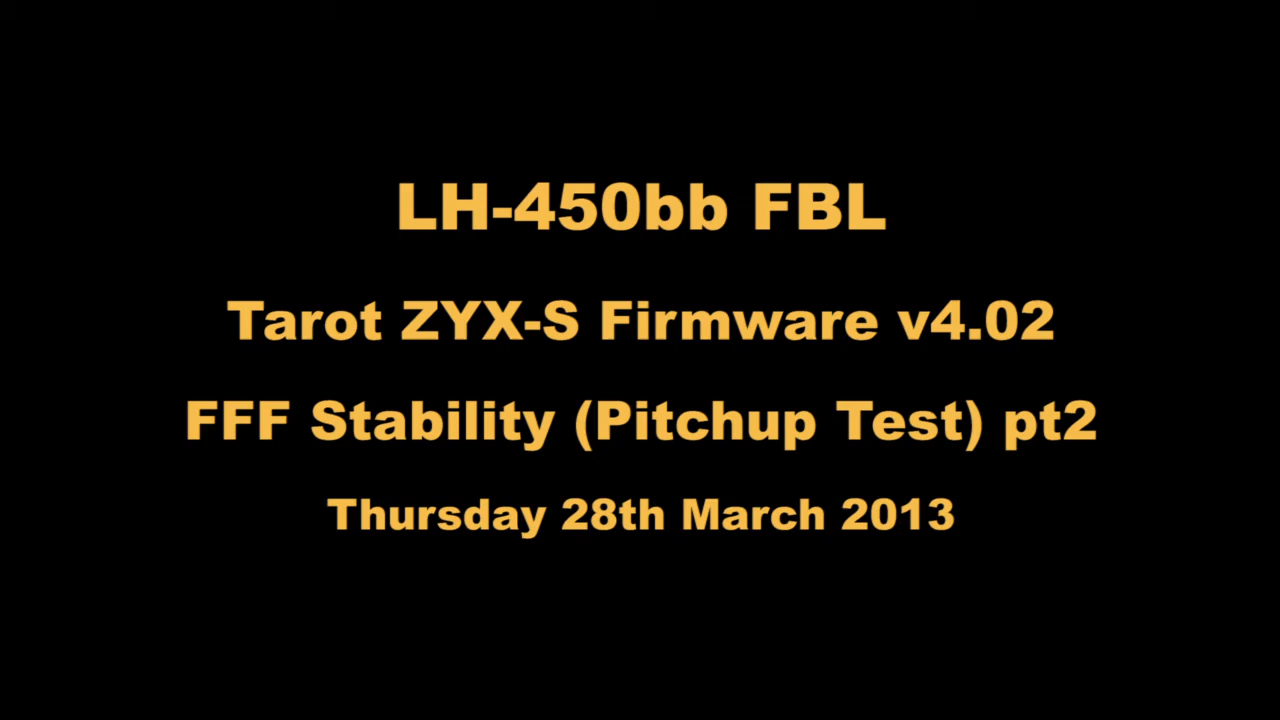 LH-450bb FBL
Tarot ZYX-S Firmware v4.02
FFF Stability (Pitchup Test) pt2
Thursday 28th March 2013